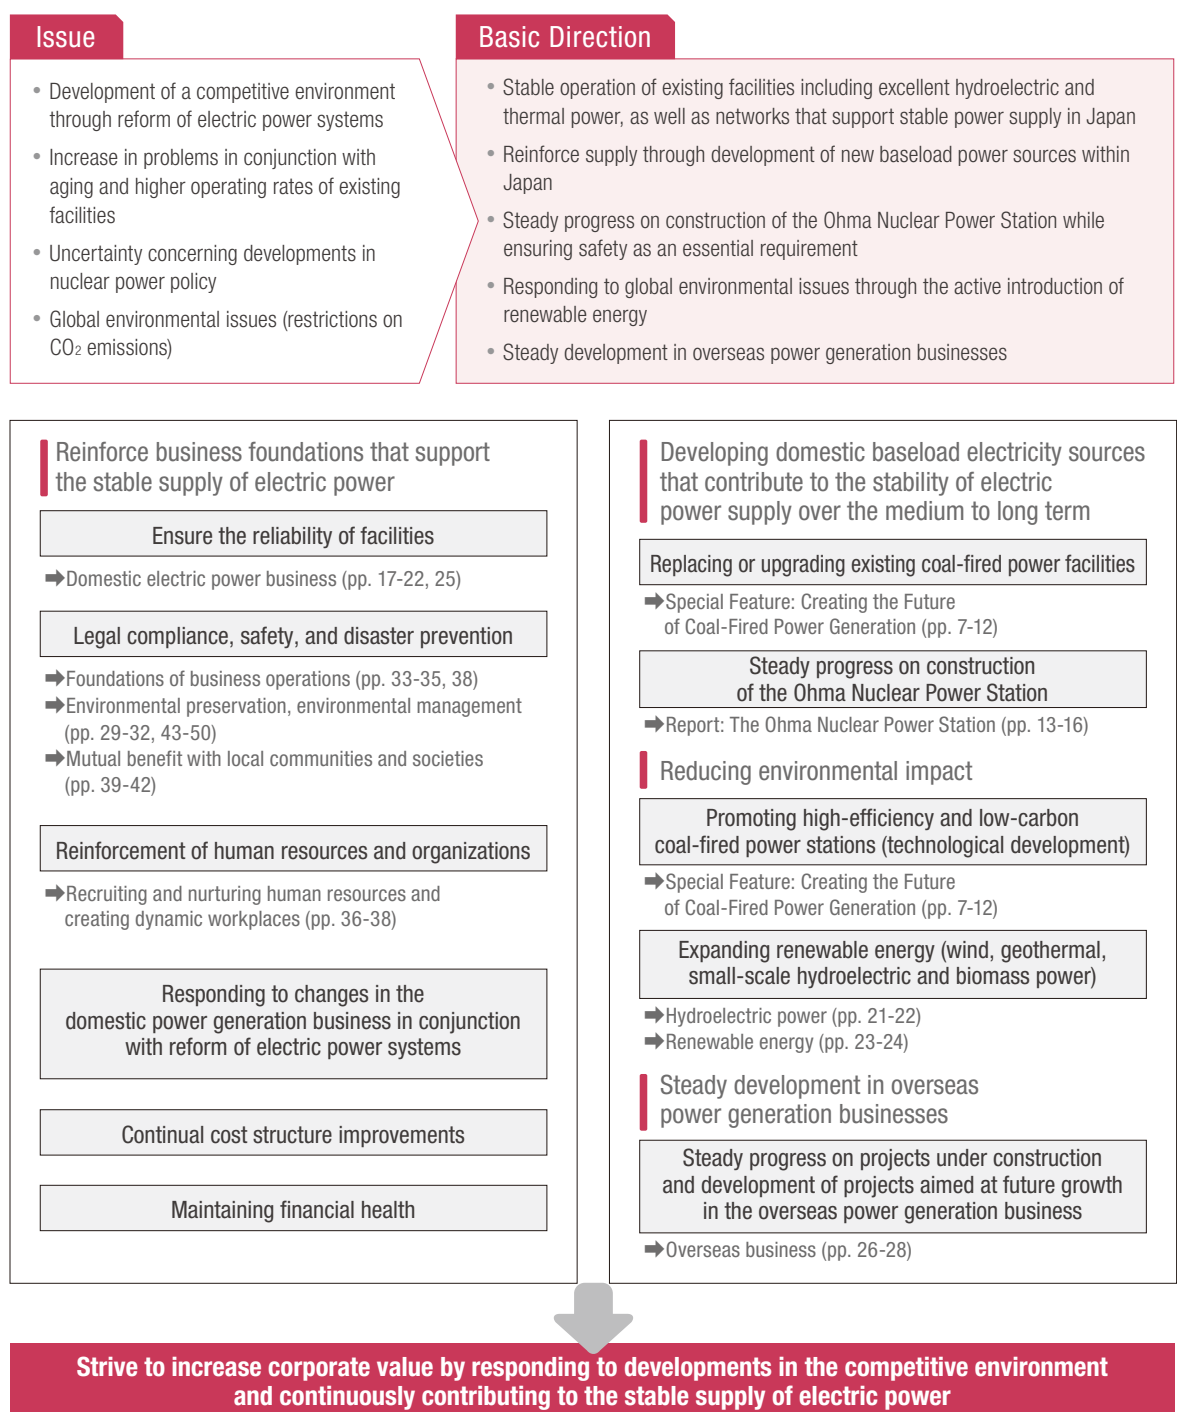 Issue
• Development of a competitive environment
through reform of electric power systems
• Increase in problems in conjunction with
aging and higher operating rates of existing
facilities
• Uncertainty concerning developments in
nuclear power policy
• Global environmental issues (restrictions on
CO₂ emissions)
Basic Direction
• Stable operation of existing facilities including excellent hydroelectric and
thermal power, as well as networks that support stable power supply in Japan
• Reinforce supply through development of new baseload power sources within
Japan
• Steady progress on construction of the Ohma Nuclear Power Station while
ensuring safety as an essential requirement
• Responding to global environmental issues through the active introduction of
renewable energy
• Steady development in overseas power generation businesses
Reinforce business foundations that support
the stable supply of electric power
Ensure the reliability of facilities
➡Domestic electric power business (pp. 17-22, 25)
Legal compliance, safety, and disaster prevention
➡Foundations of business operations (pp. 33-35, 38)
➡Environmental preservation, environmental management
(pp. 29-32, 43-50)
➡Mutual benefit with local communities and societies
(pp. 39-42)
Reinforcement of human resources and organizations
➡Recruiting and nurturing human resources and
creating dynamic workplaces (pp. 36-38)
Responding to changes in the
domestic power generation business in conjunction
with reform of electric power systems
Continual cost structure improvements
Maintaining financial health
Developing domestic baseload electricity sources
that contribute to the stability of electric
power supply over the medium to long term
Replacing or upgrading existing coal-fired power facilities
➡Special Feature: Creating the Future
of Coal-Fired Power Generation (pp. 7-12)
Steady progress on construction
of the Ohma Nuclear Power Station
➡Report: The Ohma Nuclear Power Station (pp. 13-16)
Reducing environmental impact
Promoting high-efficiency and low-carbon
coal-fired power stations (technological development)
➡Special Feature: Creating the Future
of Coal-Fired Power Generation (pp. 7-12)
Expanding renewable energy (wind, geothermal,
small-scale hydroelectric and biomass power)
➡Hydroelectric power (pp. 21-22)
➡Renewable energy (pp. 23-24)
Steady development in overseas
power generation businesses
Steady progress on projects under construction
and development of projects aimed at future growth
in the overseas power generation business
➡Overseas business (pp. 26-28)
Strive to increase corporate value by responding to developments in the competitive environment
and continuously contributing to the stable supply of electric power